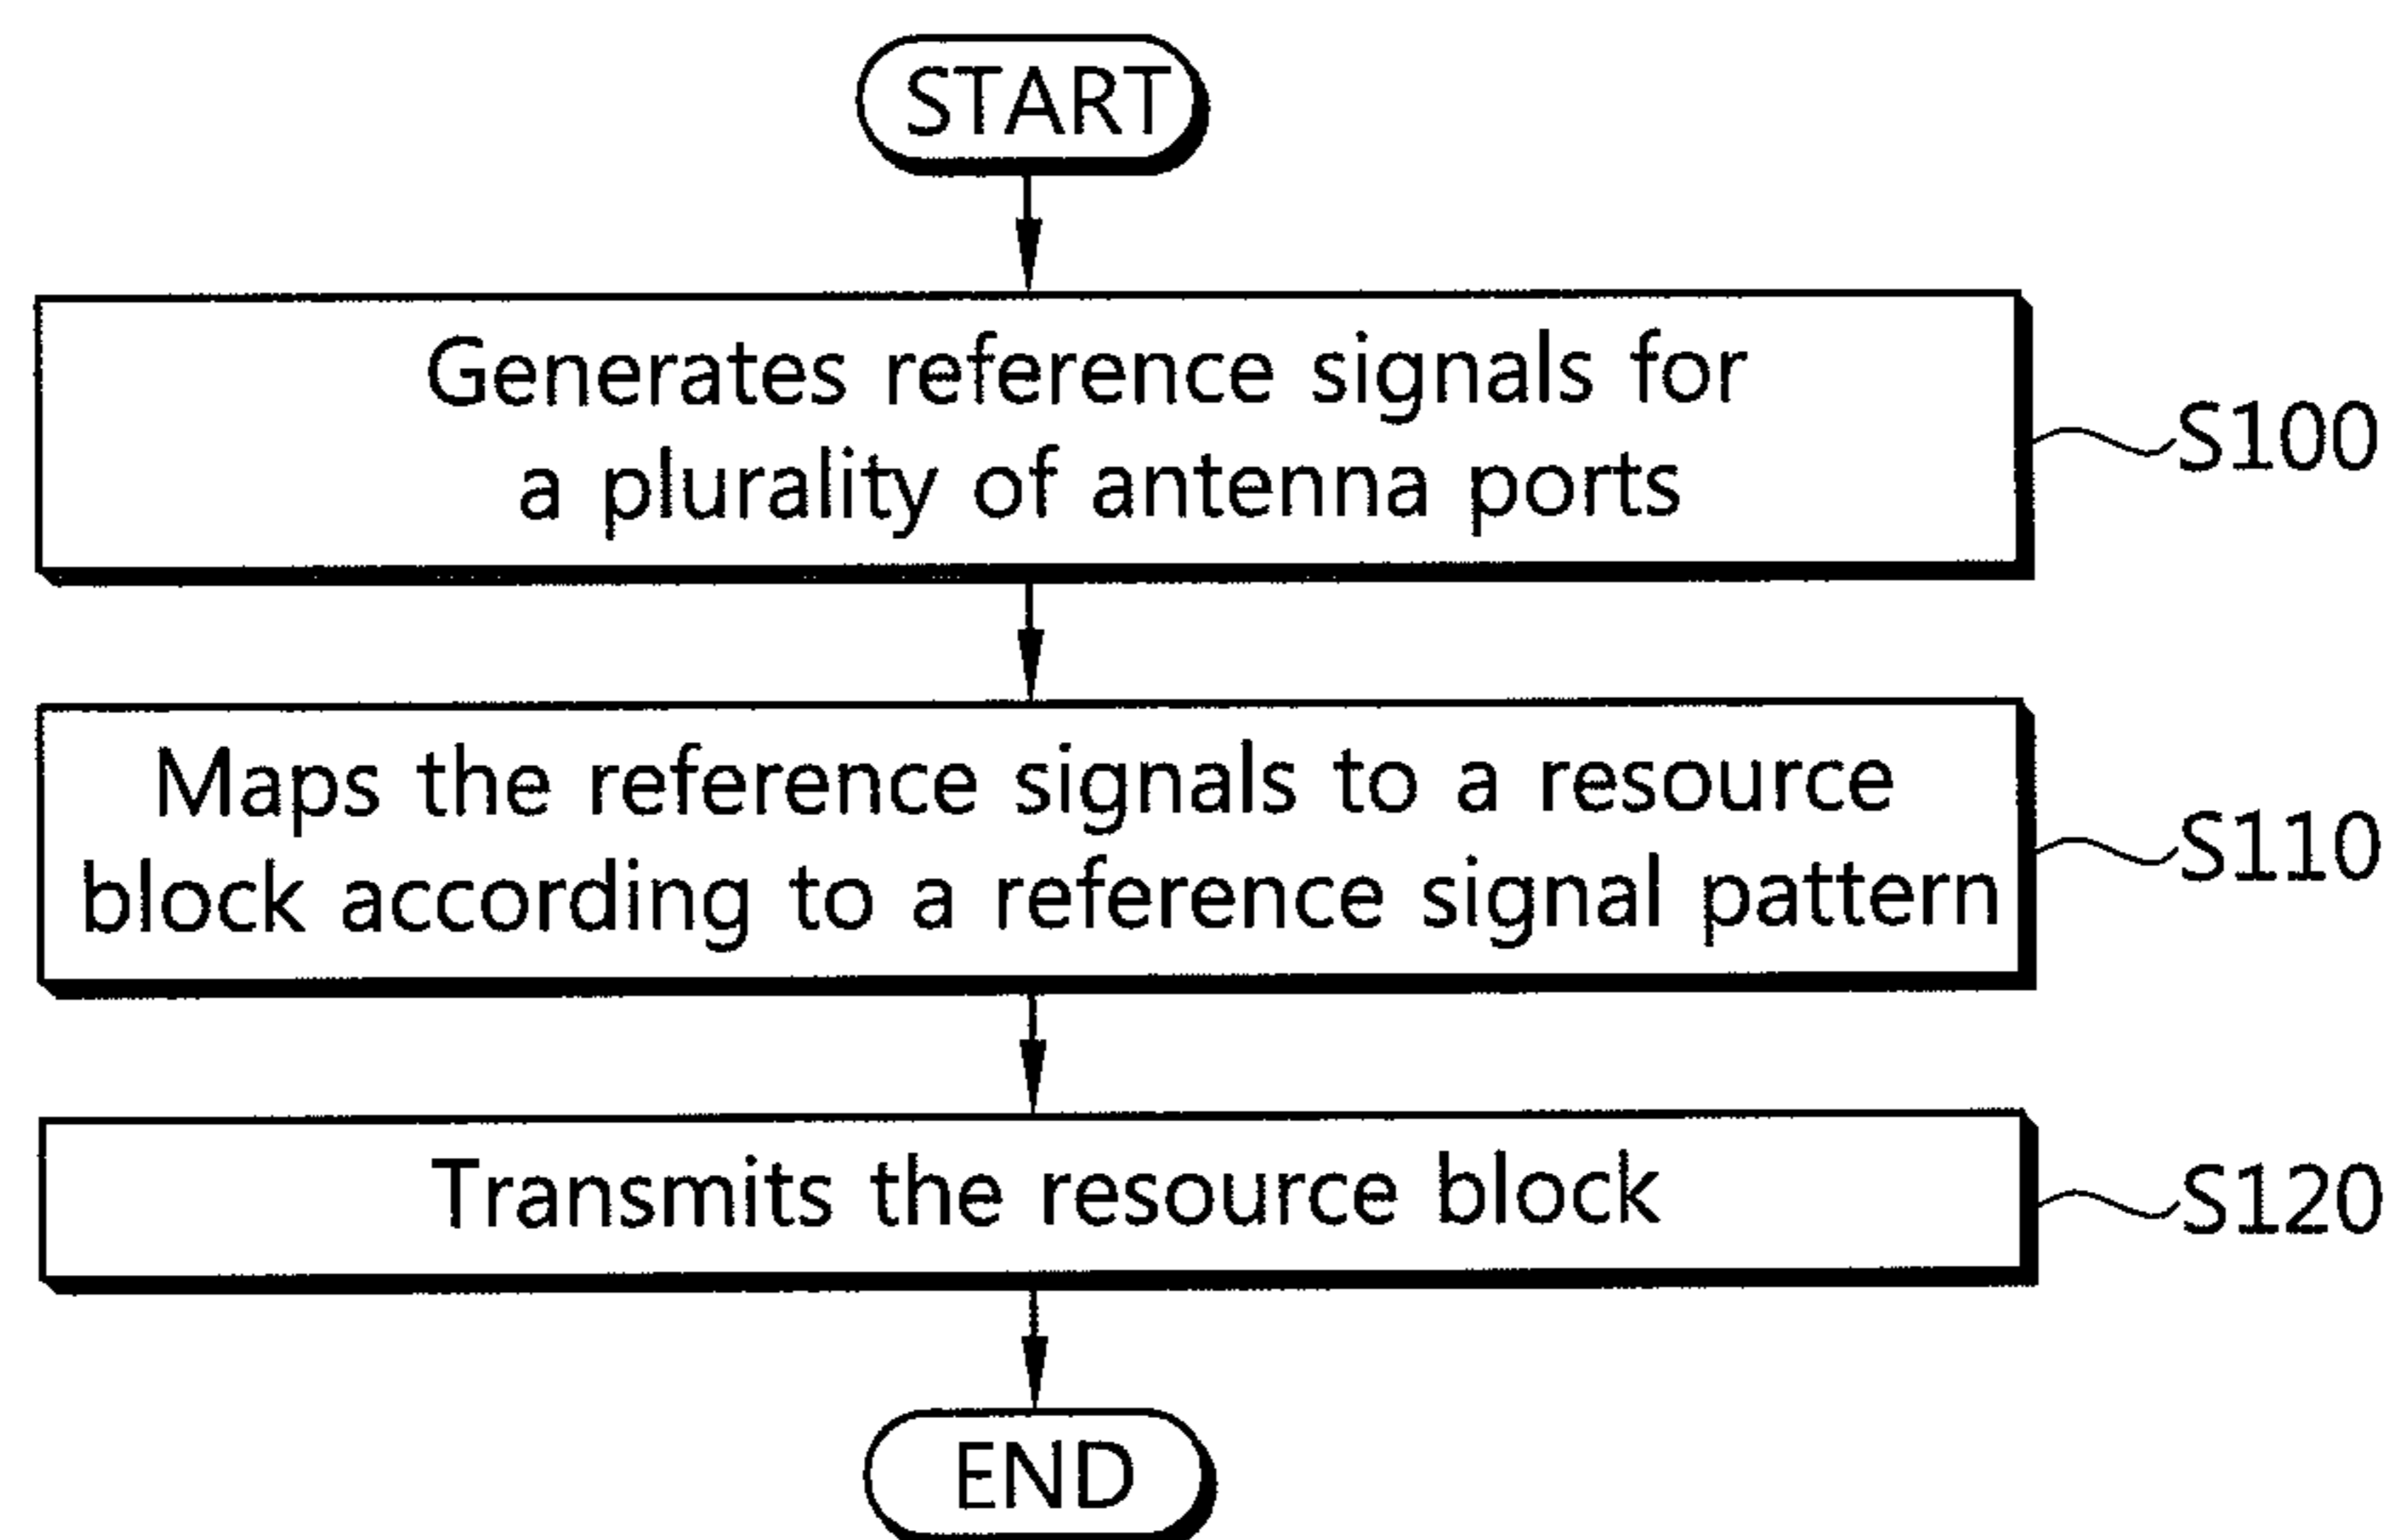 START
Generates reference signals for
a plurality of antenna ports
S100
Maps the reference signals to a resource
block according to a reference signal pattern
S110
Transmits the resource block
S120
END